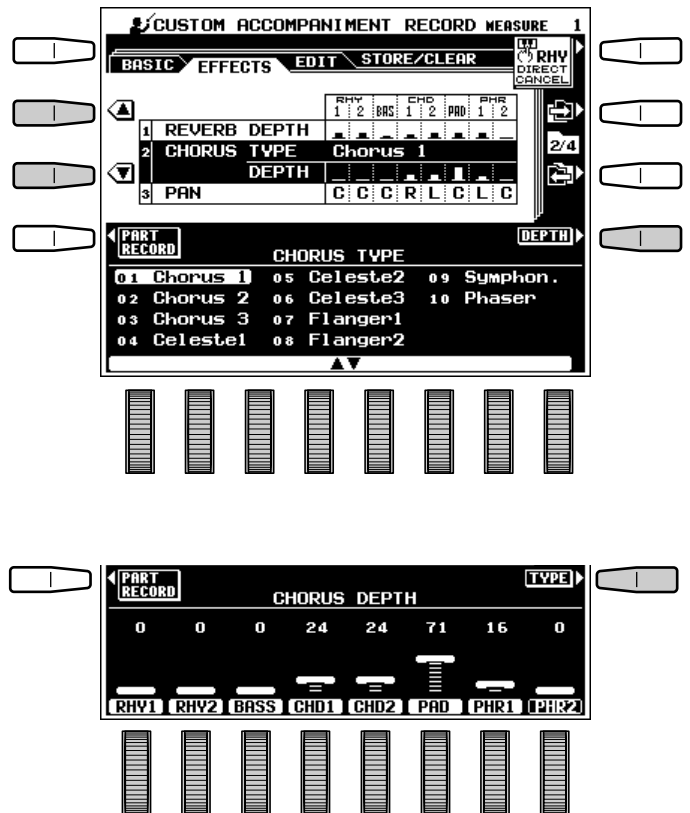 CUSTOM ACCOMPANIMENT RECORD MEASURE 1
BASIC EFFECTS EDIT STORE/CLEAR
RHY
DIRECT
CANCEL
RHY CHD PHR
1 2 BAS 1 2 PAD 1 2
1 REVERB DEPTH
2 CHORUS TYPE Chorus 1
DEPTH
3 PAN C C C R L C L C
2/4
PART
RECORD
DEPTH
CHORUS TYPE
01 Chorus 1 05 Celeste2 09 Symphon.
02 Chorus 2 06 Celeste3 10 Phaser
03 Chorus 3 07 Flanger1
04 Celeste1 08 Flanger2
▲▼
PART
RECORD
TYPE
CHORUS DEPTH
0 0 0 24 24 71 16 0
RHY1 RHY2 BASS CHD1 CHD2 PAD PHR1 PHR2